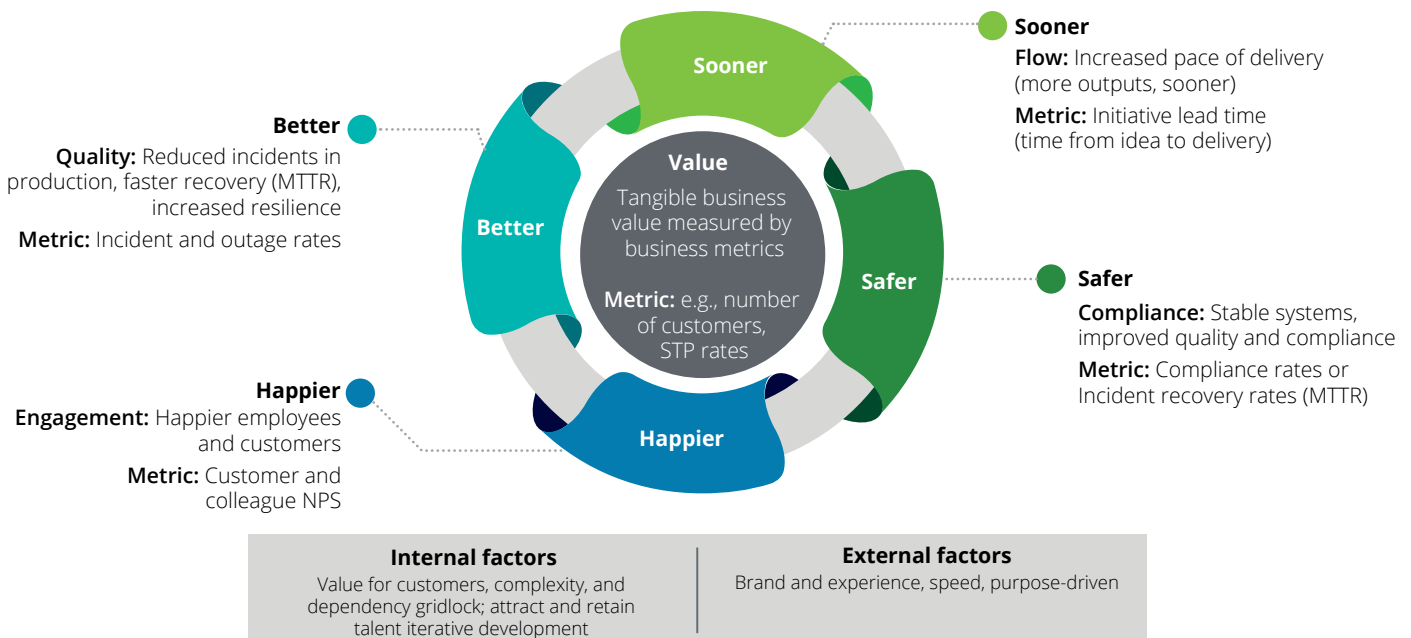 Sooner
Flow: Increased pace of delivery
(more outputs, sooner)
Metric: Initiative lead time
(time from idea to delivery)
Sooner
Better
Quality: Reduced incidents in
production, faster recovery (MTTR),
increased resilience
Metric: Incident and outage rates
Better
Value
Tangible business
value measured by
business metrics
Metric: e.g., number
of customers,
STP rates
Safer
Safer
Compliance: Stable systems,
improved quality and compliance
Metric: Compliance rates or
Incident recovery rates (MTTR)
Happier
Engagement: Happier employees
and customers
Metric: Customer and
colleague NPS
Happier
Internal factors
Value for customers, complexity, and
dependency gridlock; attract and retain
talent iterative development
External factors
Brand and experience, speed, purpose-driven